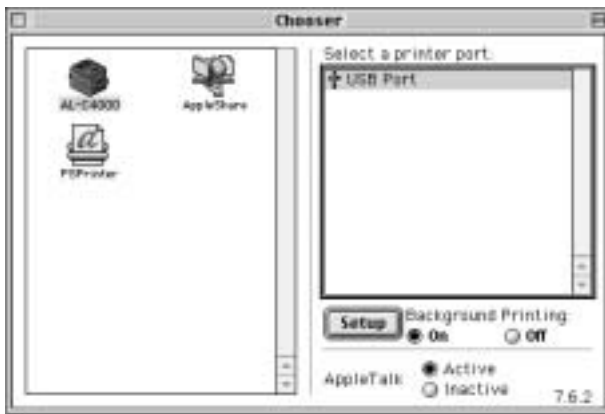 Chooser
AL-C4000
AppleShare
PSPrinter
Select a printer port:
USB Port
Setup
Background Printing:
On
Off
AppleTalk
Active
Inactive
7.6.2